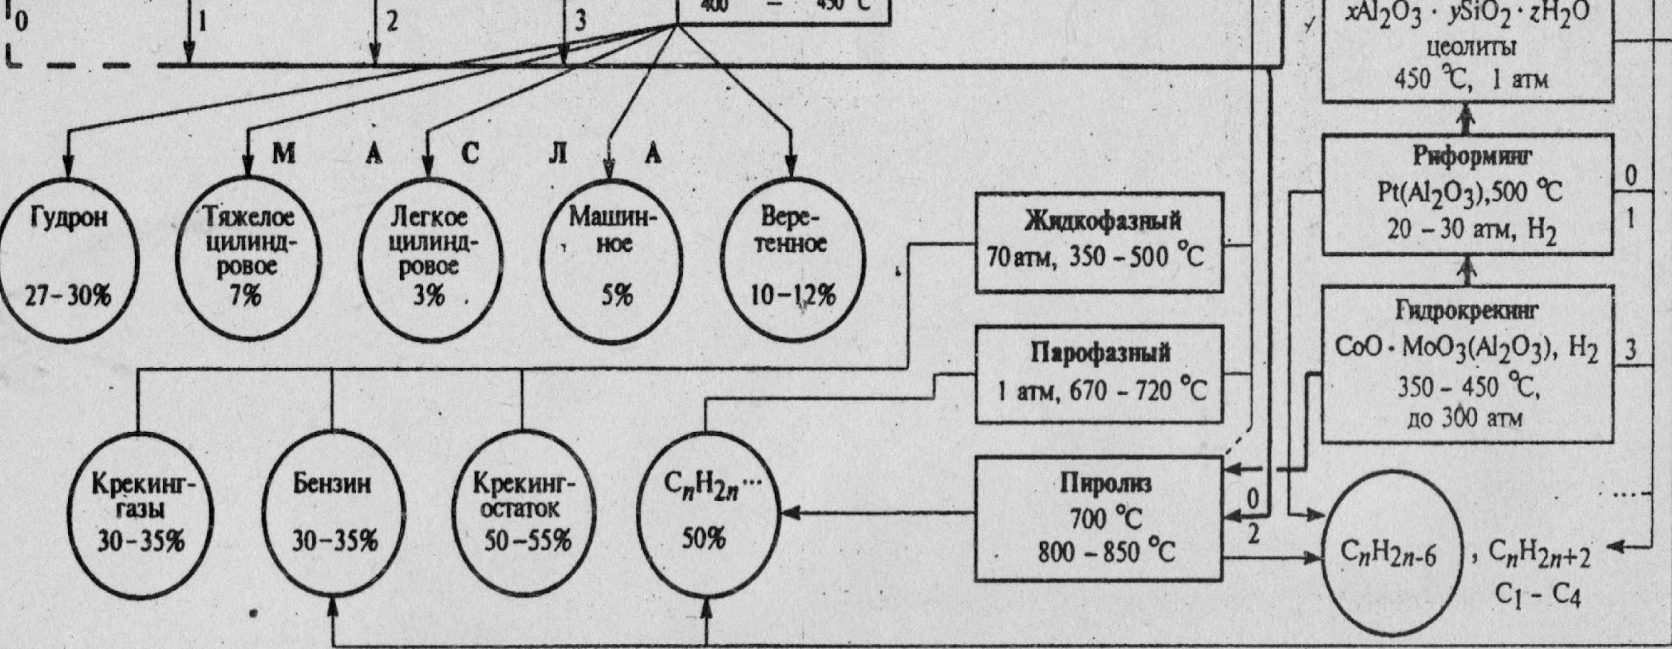 0
1
2
3
400 – 450 °C
xAl2O3 · ySiO2 · zH2O
цеолиты
450 °C, 1 атм
М А С Л А
Гудрон
27–30%
Тяжелое
цилинд-
ровое
7%
Легкое
цилинд-
ровое
3%
Машин-
ное
5%
Вере-
тенное
10–12%
Жидкофазный
70 атм, 350 – 500 °C
Риформинг
Pt(Al2O3),500 °C
20 – 30 атм, H2
0
1
Парофазный
1 атм, 670 – 720 °C
Гидрокрекинг
CoO · MoO3(Al2O3), H2
350 – 450 °C,
до 300 атм
3
Крекинг-
газы
30–35%
Бензин
30–35%
Крекинг-
остаток
50–55%
CnH2n...
50%
Пиролиз
700 °C
800 – 850 °C
0
2
CnH2n-6
, CnH2n+2
C1 – C4
....